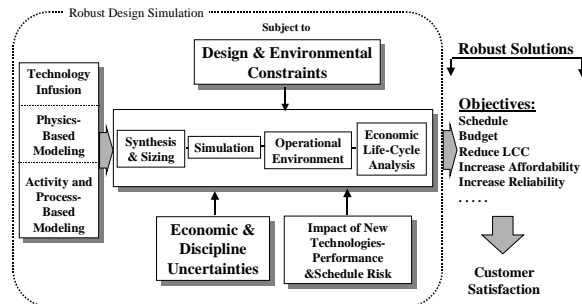 Robust Design Simulation
Subject to
Design & Environmental
Constraints
Robust Solutions
Technology
Infusion
Physics-
Based
Modeling
Activity and
Process-
Based
Modeling
Synthesis
& Sizing
Simulation
Operational
Environment
Economic
Life-Cycle
Analysis
Objectives:
Schedule
Budget
Reduce LCC
Increase Affordability
Increase Reliability
. . . . .
Economic &
Discipline
Uncertainties
Impact of New
Technologies-
Performance
&Schedule Risk
Customer
Satisfaction